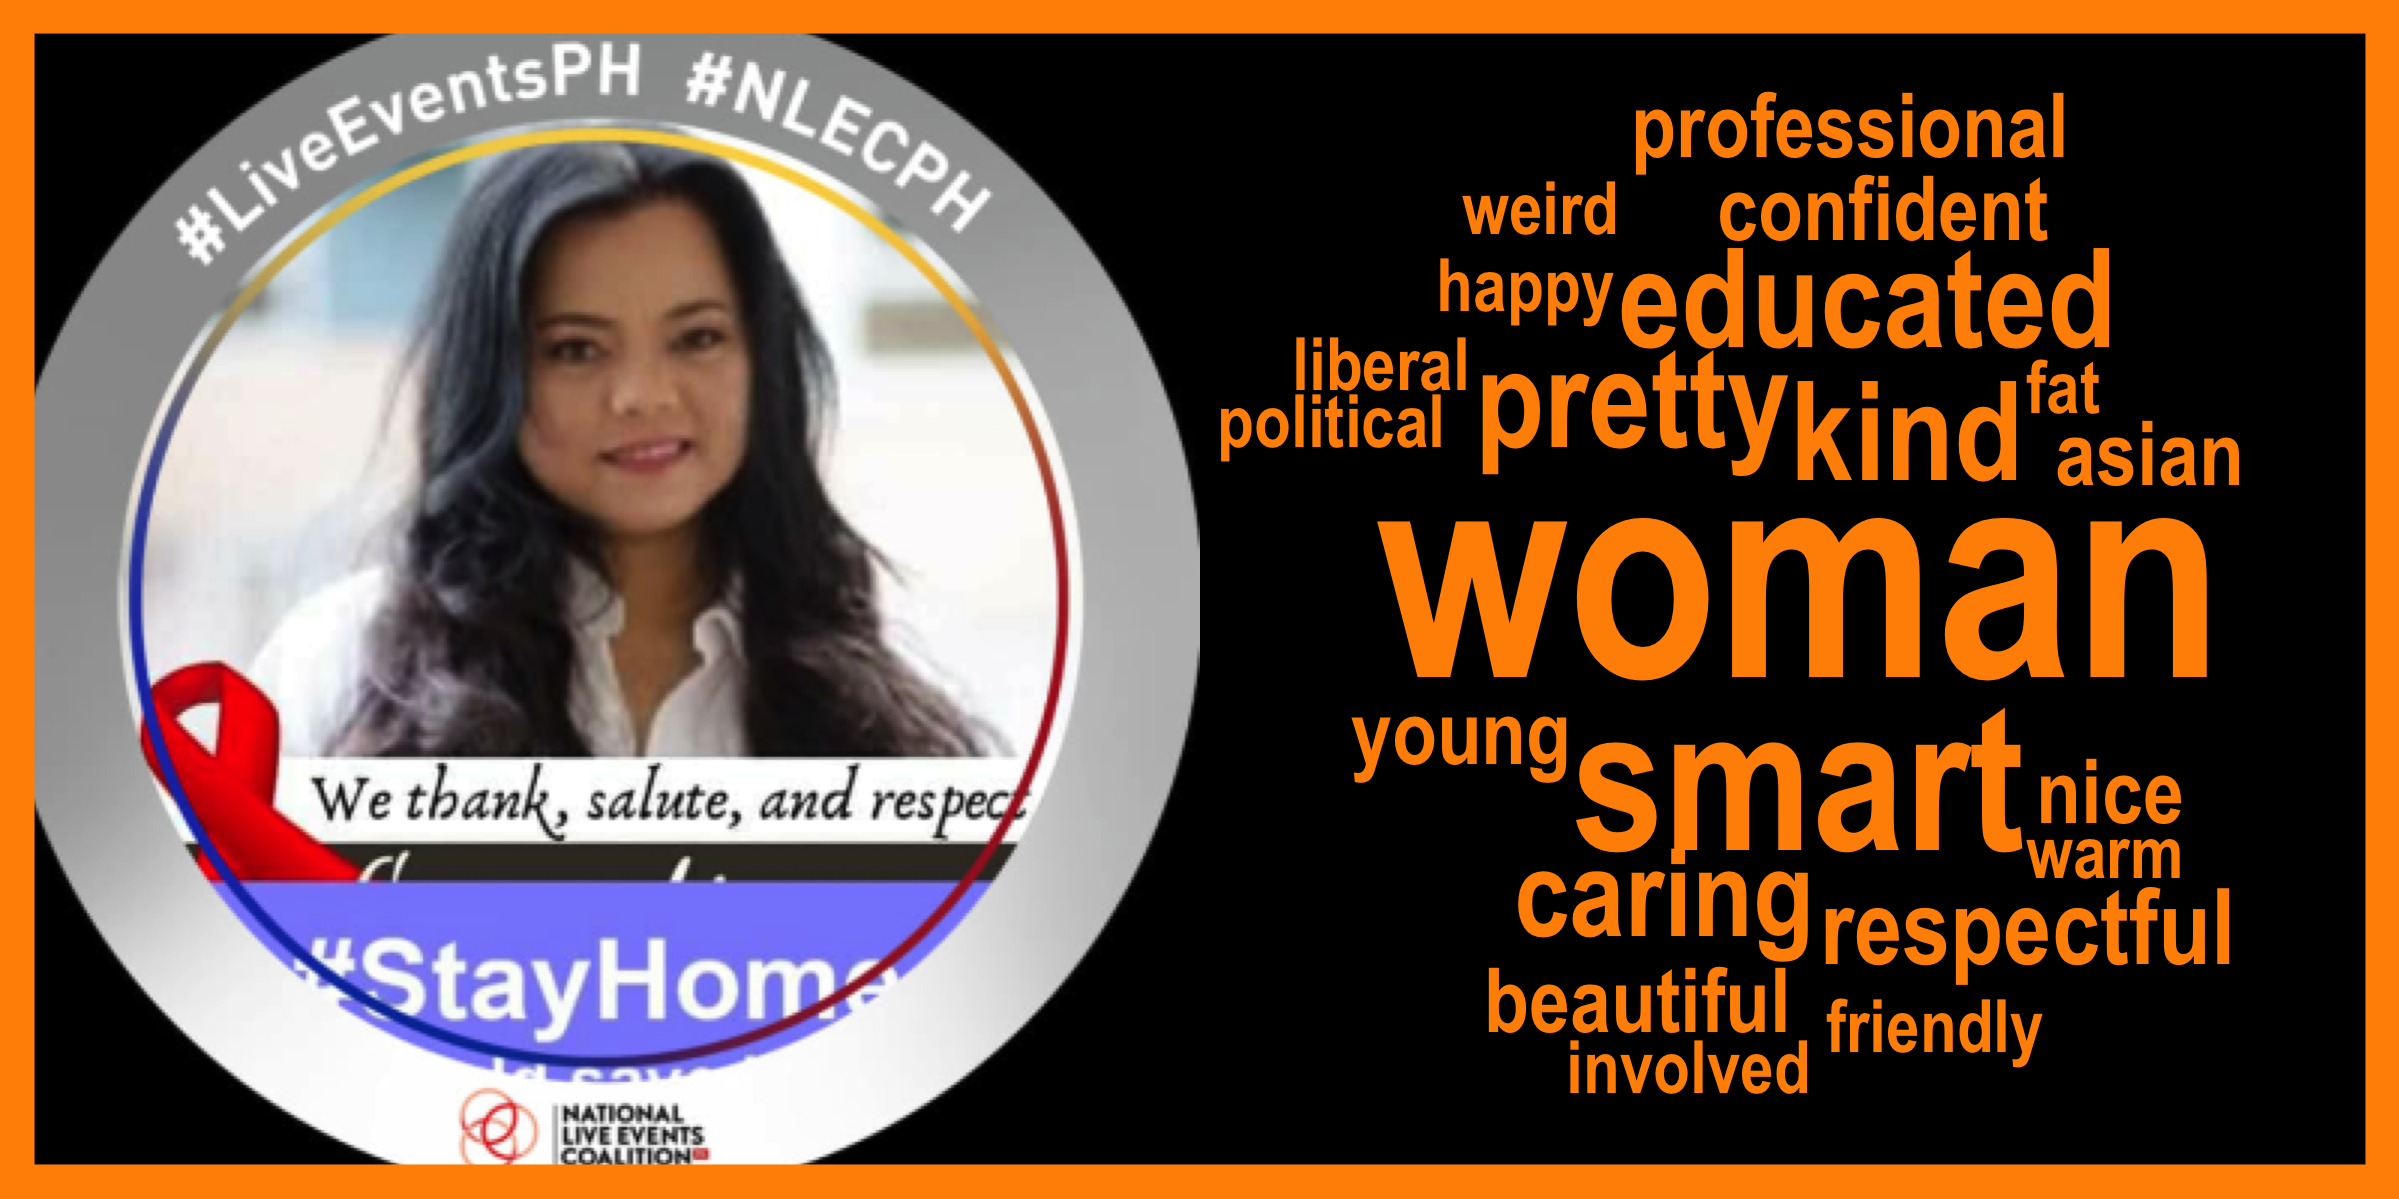 #LiveEventsPH #NLECPH
We thank, salute, and respect
#StayHome
NATIONAL
LIVE EVENTS
COALITION
professional
weird confident
happy educated
liberal pretty fat
political kind asian
woman
young smart nice
warm
caring respectful
beautiful friendly
involved